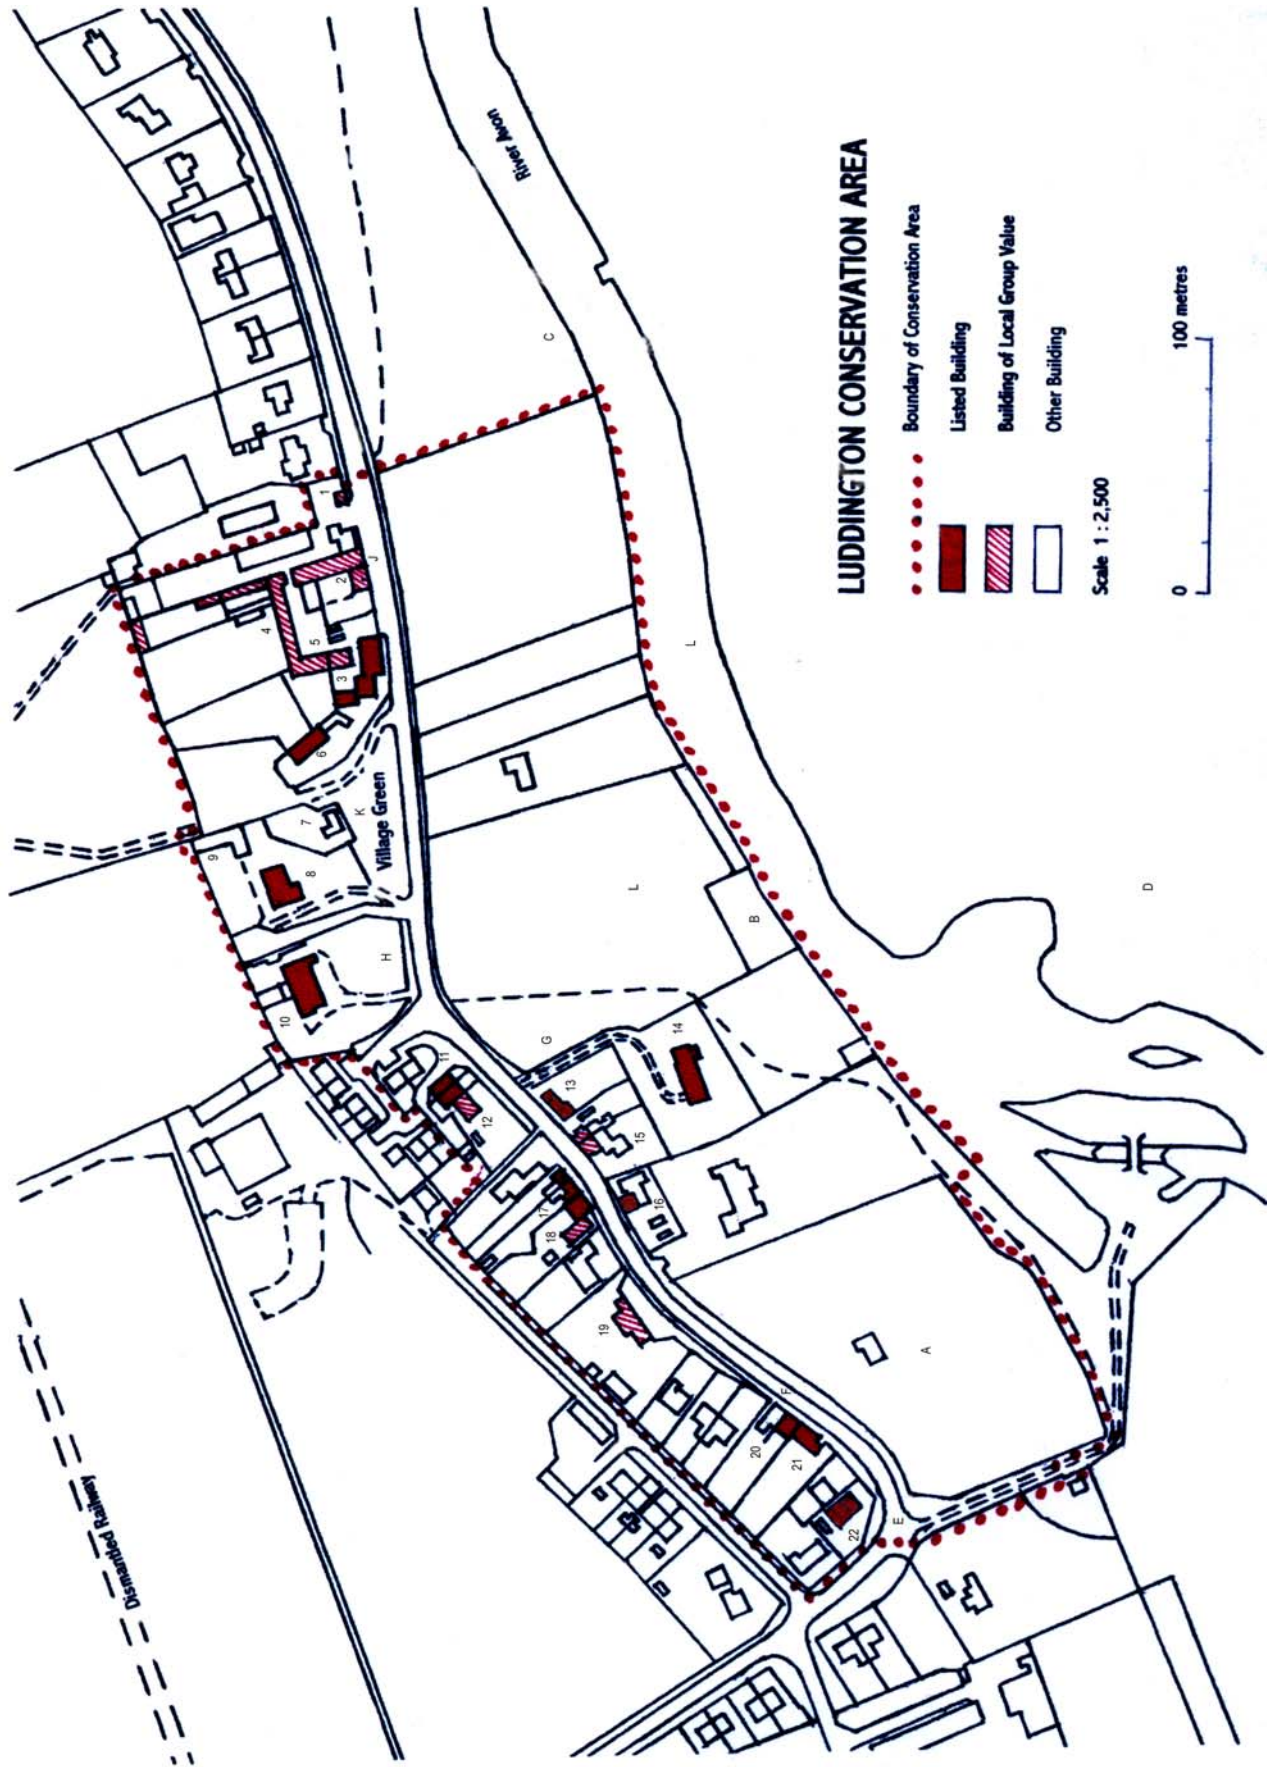 LUDDINGTON CONSERVATION AREA
Boundary of Conservation Area
Listed Building
Building of Local Group Value
Other Building
Scale 1 : 2,500
0
100 metres
River Avon
Village Green
Dismantled Railway
1
2
3
4
5
6
7
8
9
10
11
12
13
14
15
16
17
18
19
20
21
22
A
B
C
D
E
F
G
H
J
K
L
L